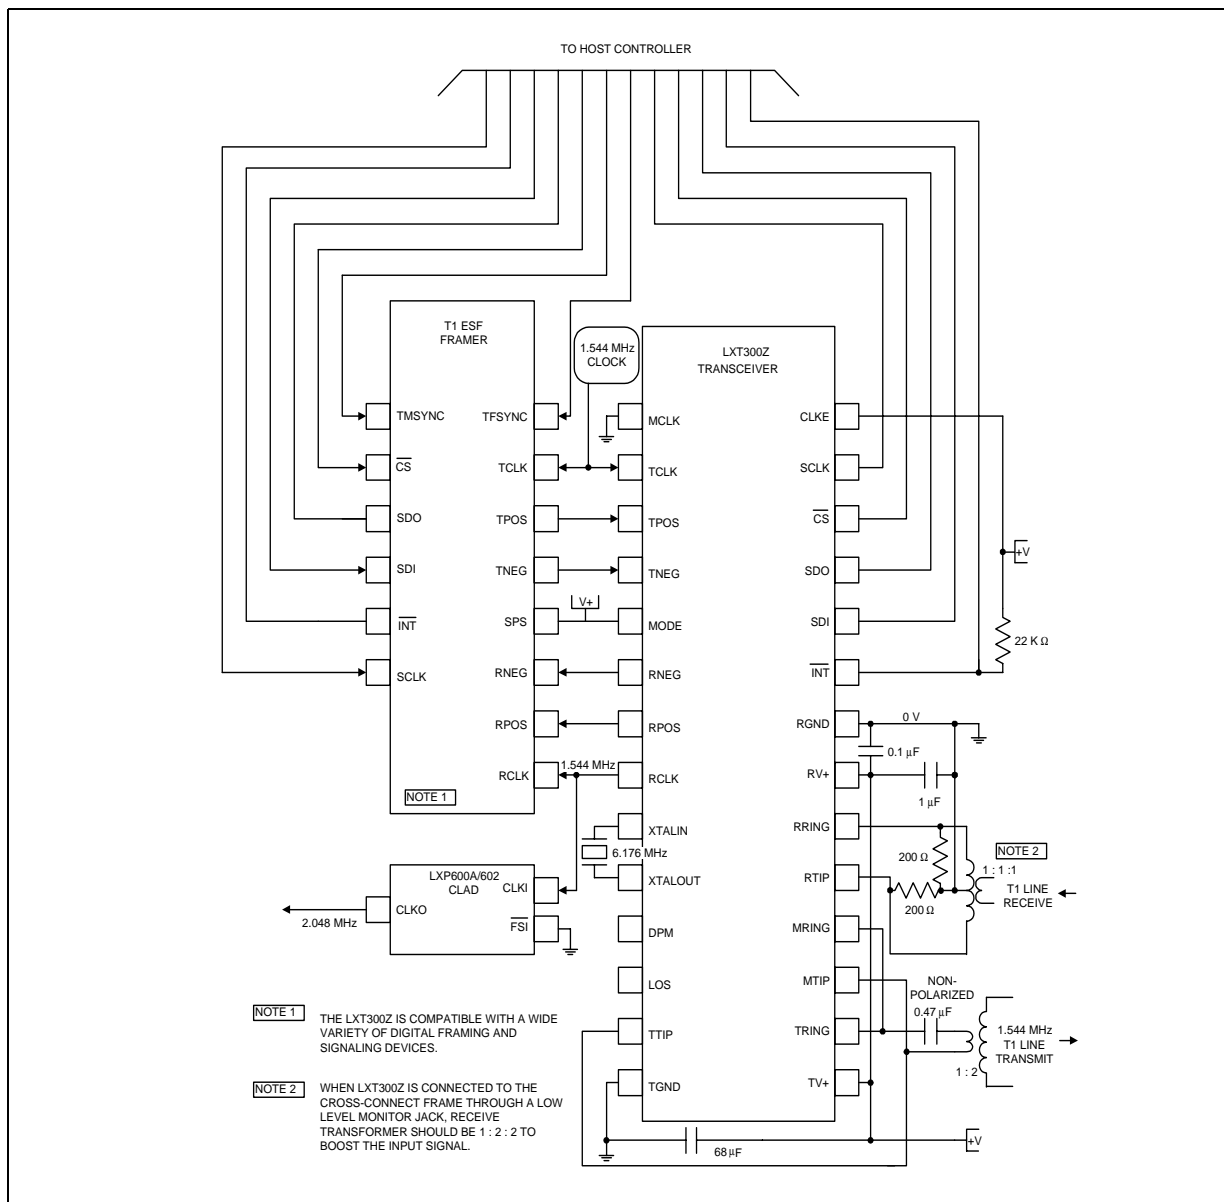 TO HOST CONTROLLER
T1 ESF
FRAMER
1.544 MHz
CLOCK
LXT300Z
TRANSCEIVER
TMSYNC
TFSYNC
MCLK
CLKE
CS
TCLK
TCLK
SCLK
SDO
TPOS
TPOS
CS
+V
SDI
TNEG
TNEG
SDO
V+
INT
SPS
MODE
SDI
22 K Ω
SCLK
RNEG
RNEG
INT
RPOS
RPOS
RGND
0 V
0.1 µF
1.544 MHz
RCLK
RCLK
RV+
NOTE 1
1 µF
XTALIN
RRING
6.176 MHz
200 Ω
NOTE 2
LXP600A/602
CLAD
CLKI
XTALOUT
RTIP
1 : 1 :1
T1 LINE
RECEIVE
CLKO
200 Ω
2.048 MHz
FSI
DPM
MRING
LOS
MTIP
NON-
POLARIZED
0.47 µF
NOTE 1
THE LXT300Z IS COMPATIBLE WITH A WIDE
VARIETY OF DIGITAL FRAMING AND
SIGNALING DEVICES.
TTIP
TRING
1.544 MHz
T1 LINE
TRANSMIT
1 : 2
TGND
TV+
NOTE 2
WHEN LXT300Z IS CONNECTED TO THE
CROSS-CONNECT FRAME THROUGH A LOW
LEVEL MONITOR JACK, RECEIVE
TRANSFORMER SHOULD BE 1 : 2 : 2 TO
BOOST THE INPUT SIGNAL.
68 µF
+V